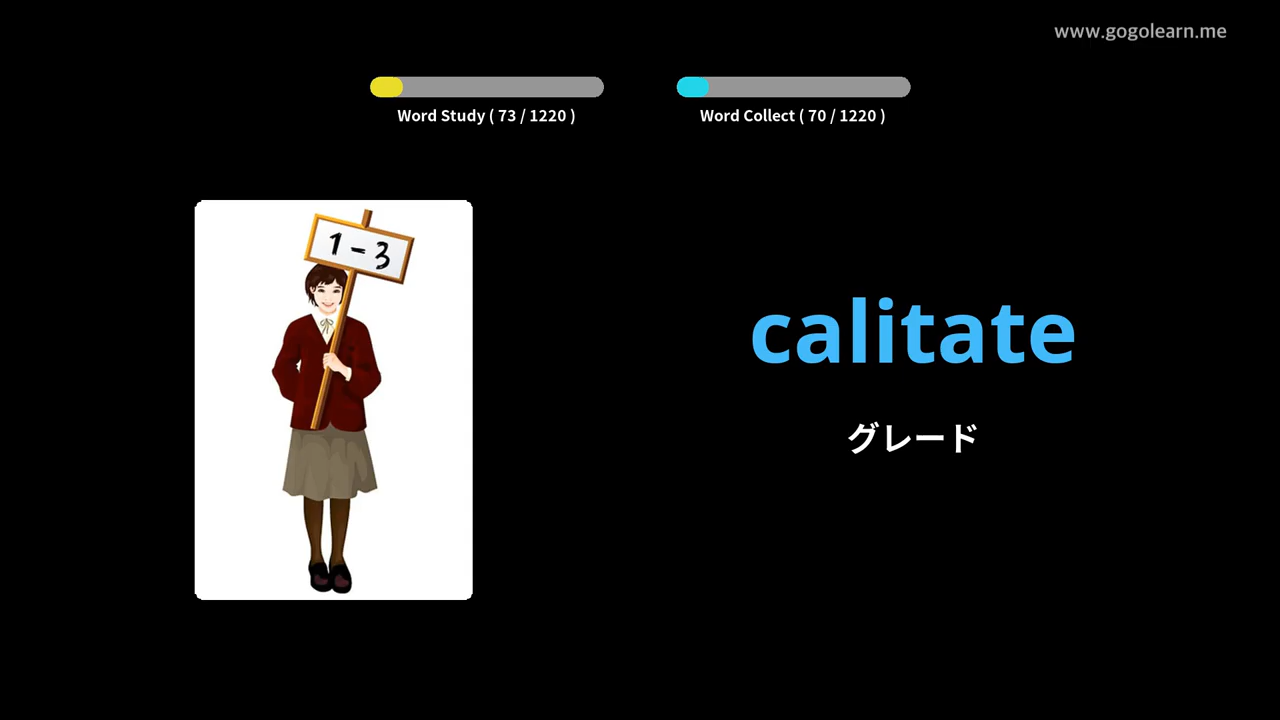 www.gogolearn.me
Word Study ( 73 / 1220 )
Word Collect ( 70 / 1220 )
1 - 3
calitate
グレード